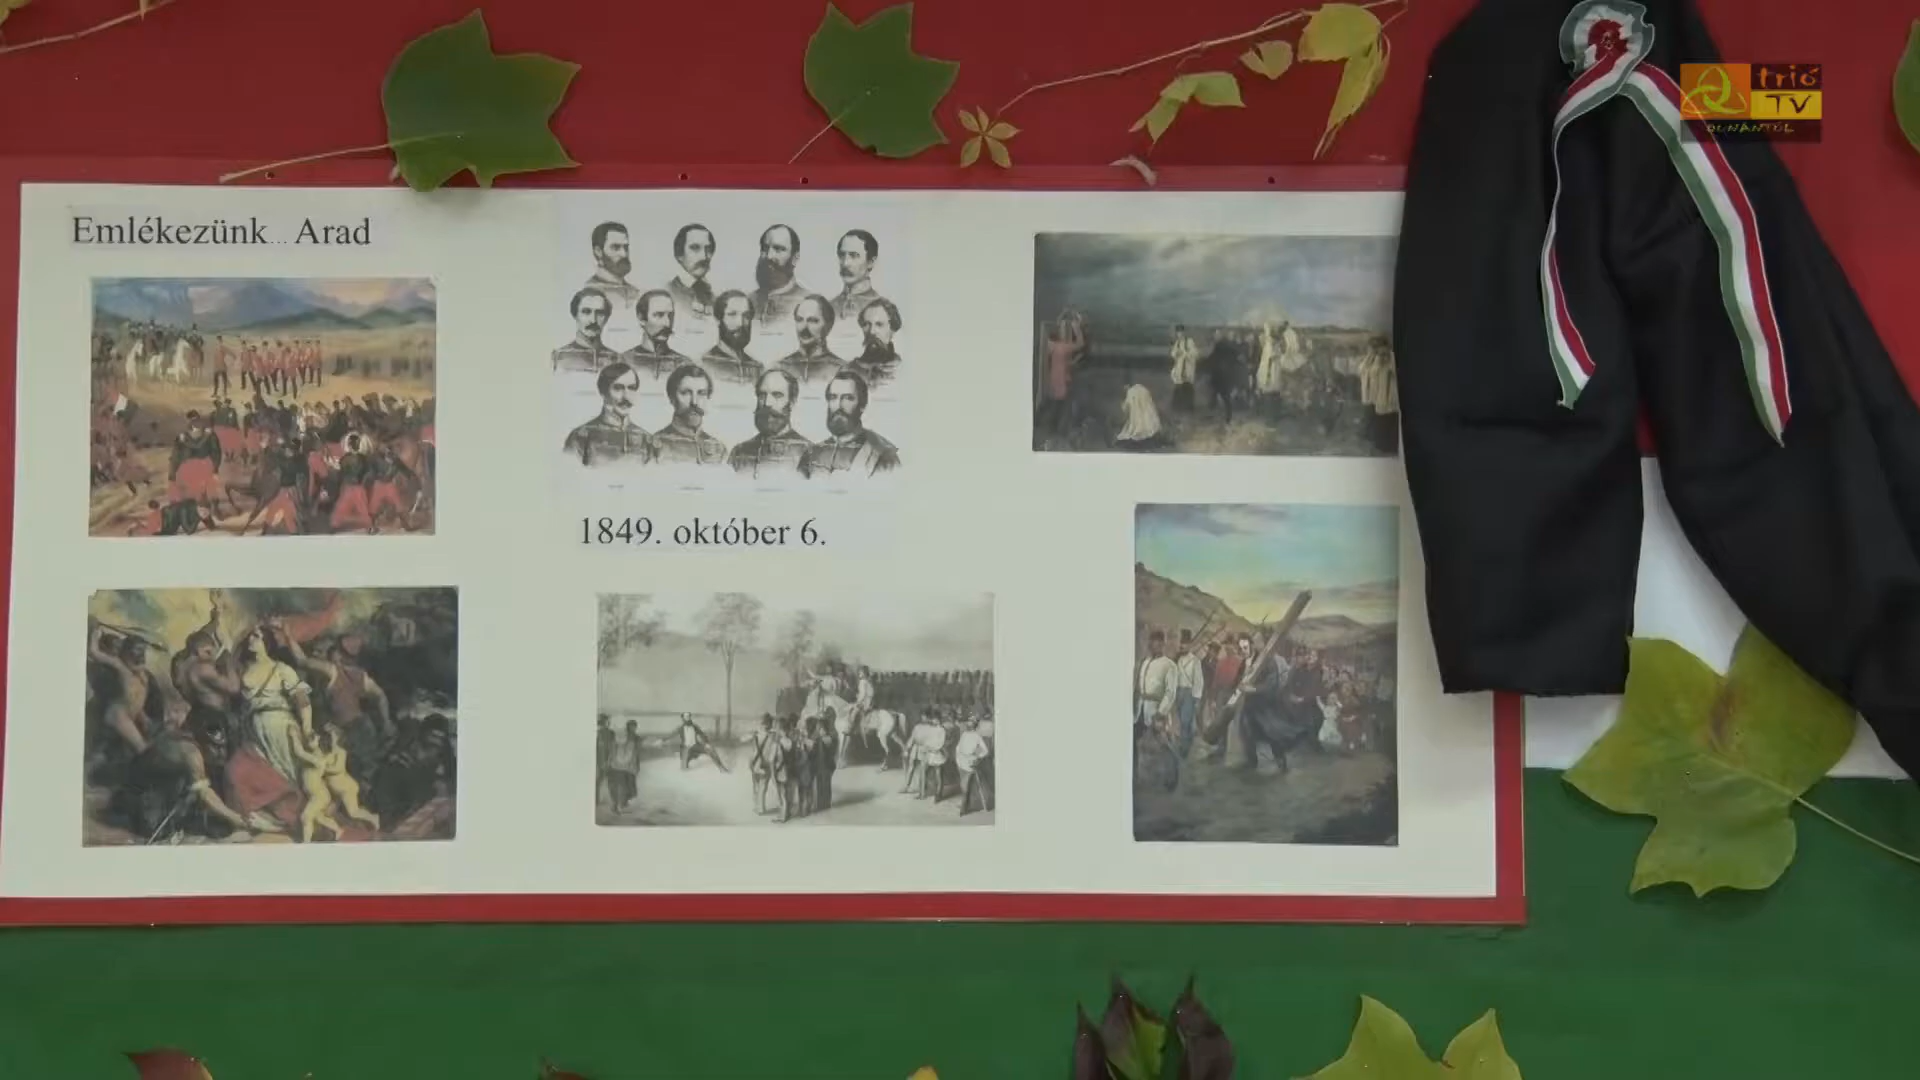 trió
TV
DUNÁNTÚL
Emlékezünk... Arad
1849. október 6.